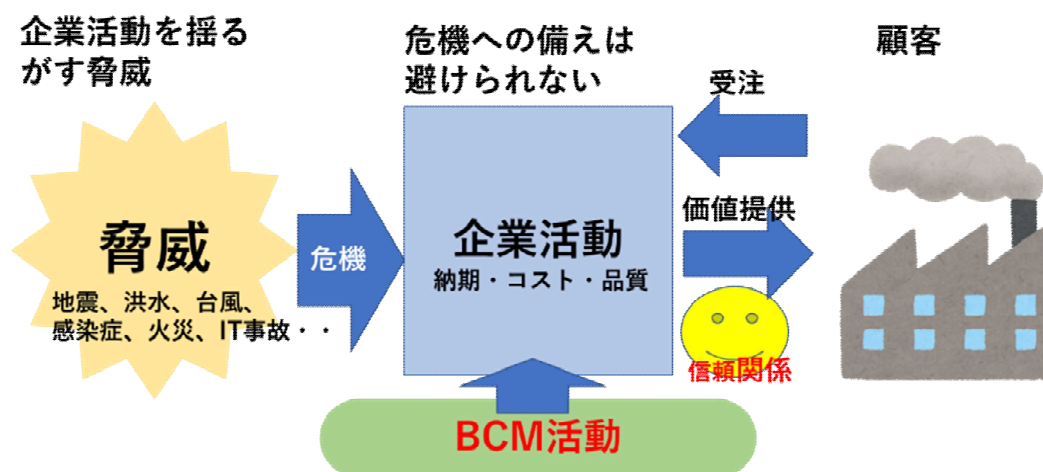 企業活動を揺る
がす脅威
脅威
地震、洪水、台風、
感染症、火災、IT事故・・
危機
危機への備えは
避けられない
企業活動
納期・コスト・品質
BCM活動
顧客
受注
価値提供
信頼関係